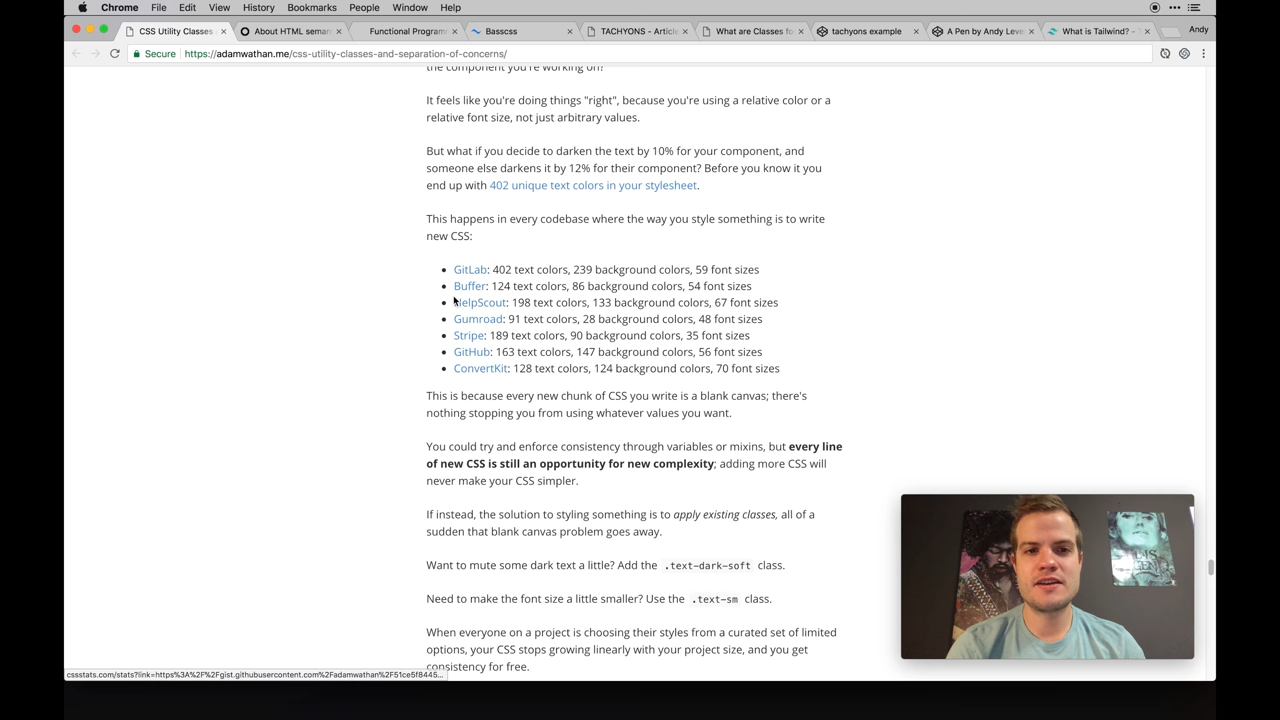 Chrome File Edit View History Bookmarks People Window Help
CSS Utility Classes
About HTML seman
Functional Programi
Basscss
TACHYONS - Article
What are Classes fo
tachyons example
A Pen by Andy Leve
What is Tailwind? -
Andy
Secure https://adamwathan.me/css-utility-classes-and-separation-of-concerns/
the component you're working on?
It feels like you're doing things "right", because you're using a relative color or a
relative font size, not just arbitrary values.
But what if you decide to darken the text by 10% for your component, and
someone else darkens it by 12% for their component? Before you know it you
end up with 402 unique text colors in your stylesheet.
This happens in every codebase where the way you style something is to write
new CSS:
• GitLab: 402 text colors, 239 background colors, 59 font sizes
• Buffer: 124 text colors, 86 background colors, 54 font sizes
• HelpScout: 198 text colors, 133 background colors, 67 font sizes
• Gumroad: 91 text colors, 28 background colors, 48 font sizes
• Stripe: 189 text colors, 90 background colors, 35 font sizes
• GitHub: 163 text colors, 147 background colors, 56 font sizes
• ConvertKit: 128 text colors, 124 background colors, 70 font sizes
This is because every new chunk of CSS you write is a blank canvas; there's
nothing stopping you from using whatever values you want.
You could try and enforce consistency through variables or mixins, but every line
of new CSS is still an opportunity for new complexity; adding more CSS will
never make your CSS simpler.
If instead, the solution to styling something is to apply existing classes, all of a
sudden that blank canvas problem goes away.
Want to mute some dark text a little? Add the .text-dark-soft class.
Need to make the font size a little smaller? Use the .text-sm class.
When everyone on a project is choosing their styles from a curated set of limited
options, your CSS stops growing linearly with your project size, and you get
consistency for free.
cssstats.com/stats?link=https%3A%2F%2Fgist.githubusercontent.com%2Fadamwathan%2F51ce5f8445...